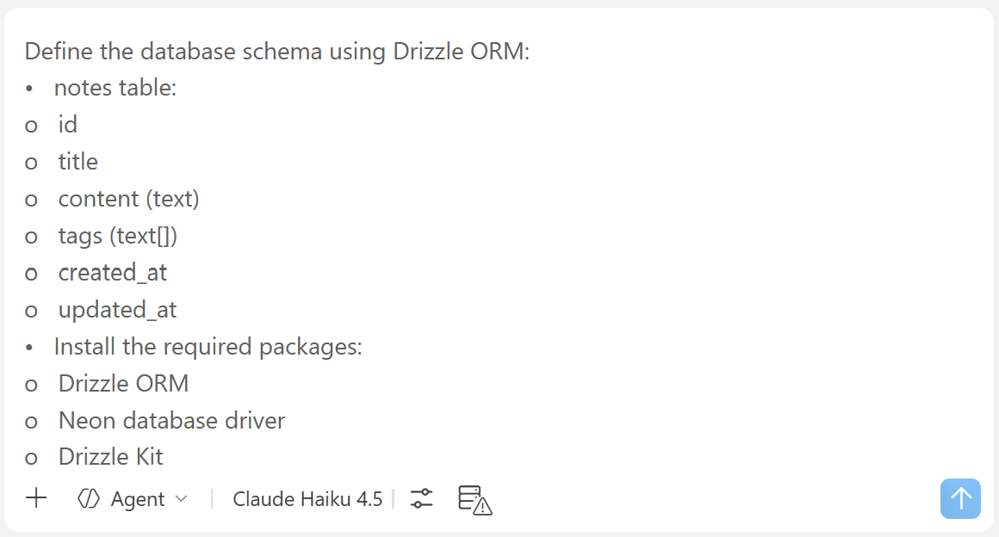 Define the database schema using Drizzle ORM:
• notes table:
o id
o title
o content (text)
o tags (text[])
o created_at
o updated_at
• Install the required packages:
o Drizzle ORM
o Neon database driver
o Drizzle Kit
Agent Claude Haiku 4.5